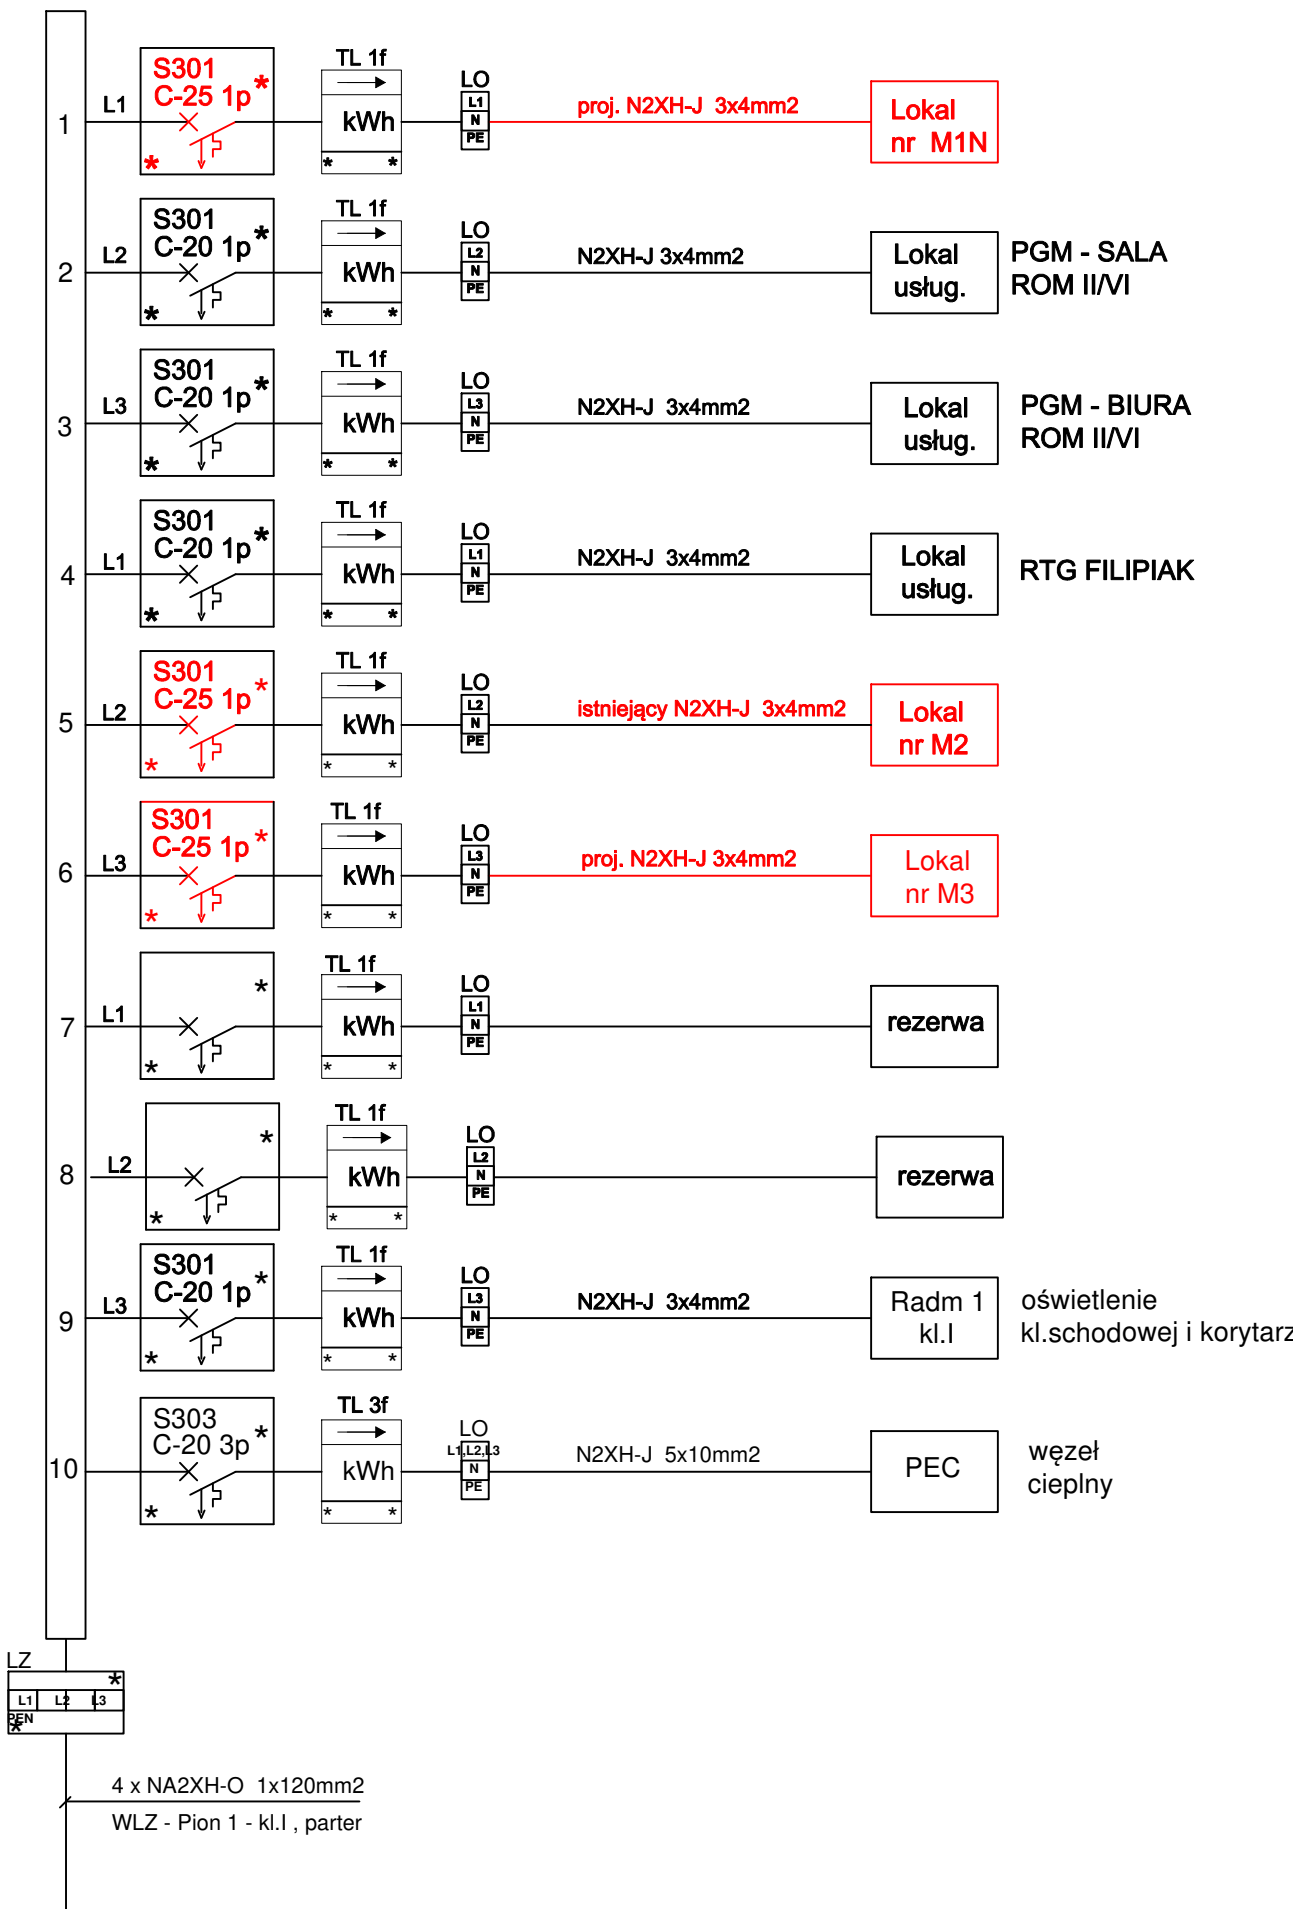 1
L1
S301
C-25 1p *
*
TL 1f
kWh
* *
LO
L1
N
PE
proj. N2XH-J 3x4mm2
Lokal
nr M1N
2
L2
S301
C-20 1p *
*
TL 1f
kWh
* *
LO
L2
N
PE
N2XH-J 3x4mm2
Lokal
usług.
PGM - SALA
ROM II/VI
3
L3
S301
C-20 1p *
*
TL 1f
kWh
* *
LO
L3
N
PE
N2XH-J 3x4mm2
Lokal
usług.
PGM - BIURA
ROM II/VI
4
L1
S301
C-20 1p *
*
TL 1f
kWh
* *
LO
L1
N
PE
N2XH-J 3x4mm2
Lokal
usług.
RTG FILIPIAK
5
L2
S301
C-25 1p *
*
TL 1f
kWh
* *
LO
L2
N
PE
istniejący N2XH-J 3x4mm2
Lokal
nr M2
6
L3
S301
C-25 1p *
*
TL 1f
kWh
* *
LO
L3
N
PE
proj. N2XH-J 3x4mm2
Lokal
nr M3
7
L1
*
*
TL 1f
kWh
* *
LO
L1
N
PE
rezerwa
8
L2
*
*
TL 1f
kWh
* *
LO
L2
N
PE
rezerwa
9
L3
S301
C-20 1p *
*
TL 1f
kWh
* *
LO
L3
N
PE
N2XH-J 3x4mm2
Radm 1
kl.I
oświetlenie
kl.schodowej i korytarz
10
S303
C-20 3p *
*
TL 3f
kWh
* *
LO
L1,L2,L3
N
PE
N2XH-J 5x10mm2
PEC
węzeł
cieplny
LZ
*
L1 L2 L3
PEN
*
4 x NA2XH-O 1x120mm2
WLZ - Pion 1 - kl.I , parter